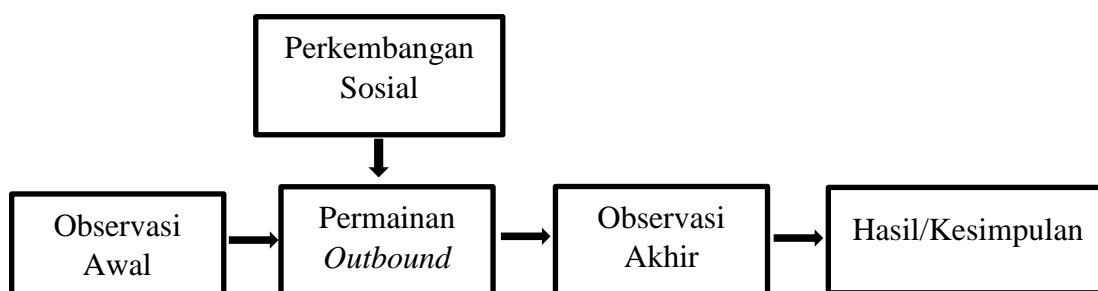 Perkembangan
Sosial
Observasi
Awal
Permainan
Outbound
Observasi
Akhir
Hasil/Kesimpulan